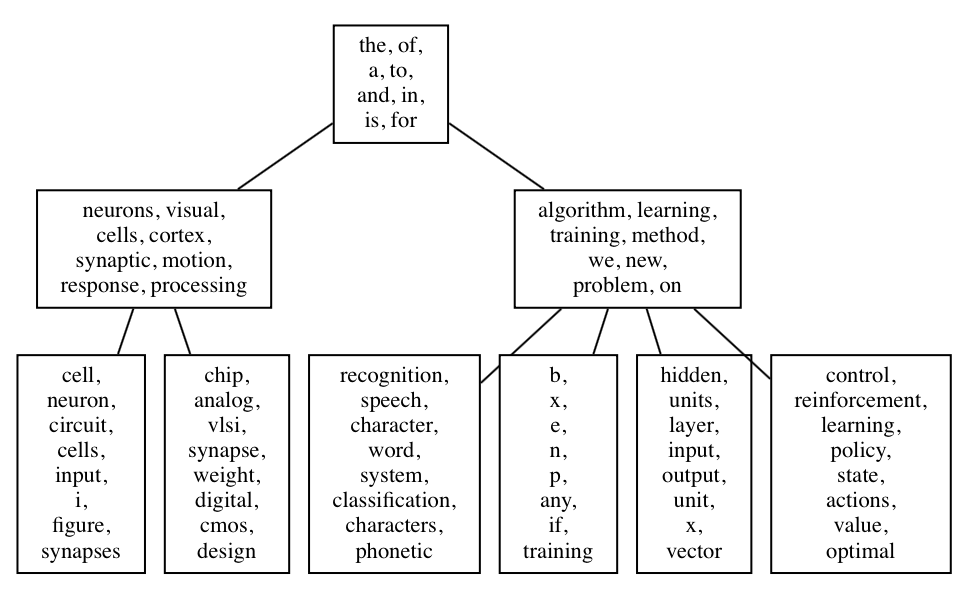 the, of,
a, to,
and, in,
is, for
neurons, visual,
cells, cortex,
synaptic, motion,
response, processing
algorithm, learning,
training, method,
we, new,
problem, on
cell,
neuron,
circuit,
cells,
input,
i,
figure,
synapses
chip,
analog,
vlsi,
synapse,
weight,
digital,
cmos,
design
recognition,
speech,
character,
word,
system,
classification,
characters,
phonetic
b,
x,
e,
n,
p,
any,
if,
training
hidden,
units,
layer,
input,
output,
unit,
x,
vector
control,
reinforcement,
learning,
policy,
state,
actions,
value,
optimal